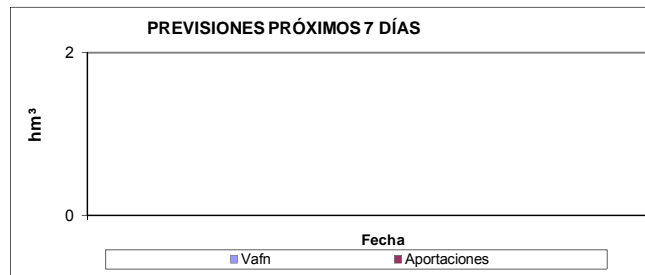 PREVISIONES PRÓXIMOS 7 DÍAS
2
hm³
0
Fecha
Vafn Aportaciones